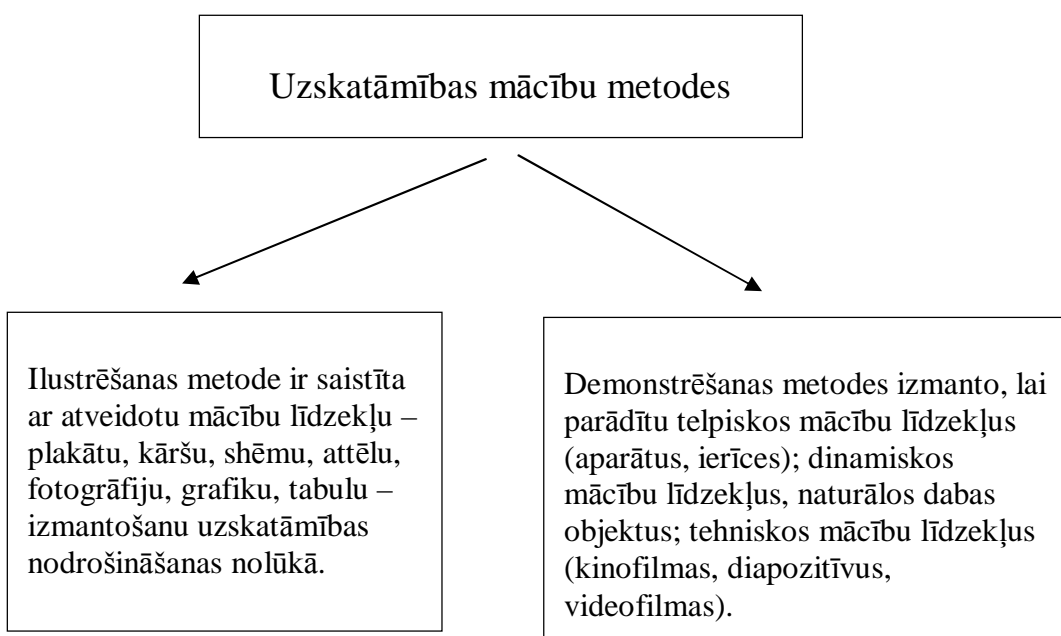 Uzskatāmības mācību metodes
Ilustrēšanas metode ir saistīta
ar atveidotu mācību līdzekļu –
plakātu, kāršu, shēmu, attēlu,
fotogrāfiju, grafiku, tabulu –
izmantošanu uzskatāmības
nodrošināšanas nolūkā.
Demonstrēšanas metodes izmanto, lai
parādītu telpiskos mācību līdzekļus
(aparātus, ierīces); dinamiskos
mācību līdzekļus, naturālos dabas
objektus; tehniskos mācību līdzekļus
(kinofilmas, diapozitīvus,
videofilmas).